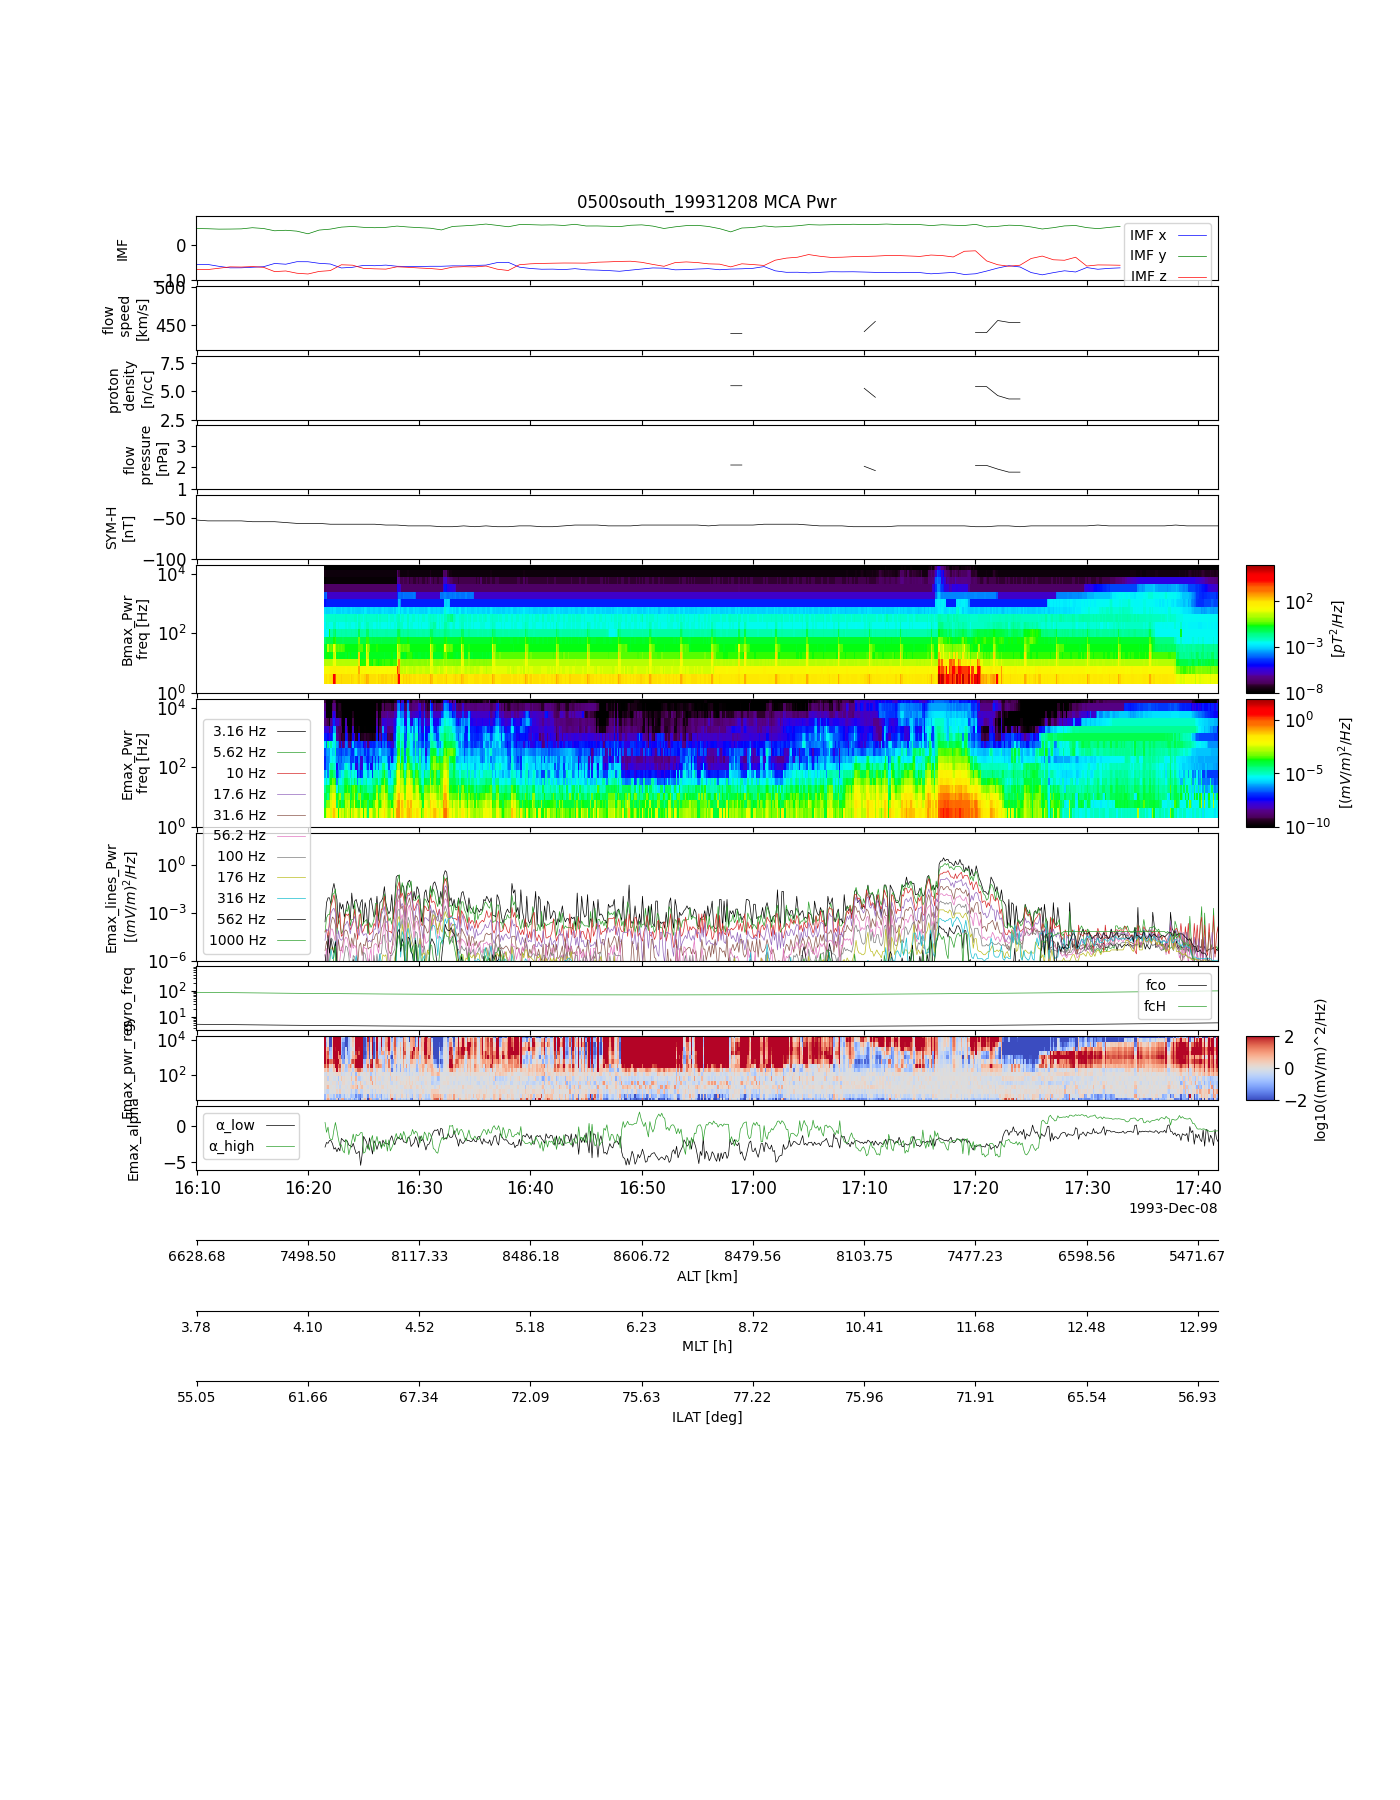 0500south_19931208 MCA Pwr
IMF
0
−10
IMF x
IMF y
IMF z
flow
speed
[km/s]
500
450
proton
density
[n/cc]
7.5
5.0
2.5
flow
pressure
[nPa]
3
2
1
SYM-H
[nT]
−50
−100
Bmax_Pwr
freq [Hz]
10^4
10^2
10^0
10^2
10^−3
10^−8
[pT^2/Hz]
Emax_Pwr
freq [Hz]
10^4
10^2
10^0
10^0
10^−5
10^−10
[(mV/m)^2/Hz]
3.16 Hz
5.62 Hz
10 Hz
17.6 Hz
31.6 Hz
56.2 Hz
100 Hz
176 Hz
316 Hz
562 Hz
1000 Hz
Emax_lines_Pwr
[(mV/m)^2/Hz]
10^0
10^−3
10^−6
gyro_freq
10^2
10^1
fco
fcH
Emax_pwr_reg
10^4
10^2
2
0
−2
log10((mV/m)^2/Hz)
Emax_alpha
0
−5
α_low
α_high
16:10 16:20 16:30 16:40 16:50 17:00 17:10 17:20 17:30 17:40
1993-Dec-08
6628.68 7498.50 8117.33 8486.18 8606.72 8479.56 8103.75 7477.23 6598.56 5471.67
ALT [km]
3.78 4.10 4.52 5.18 6.23 8.72 10.41 11.68 12.48 12.99
MLT [h]
55.05 61.66 67.34 72.09 75.63 77.22 75.96 71.91 65.54 56.93
ILAT [deg]